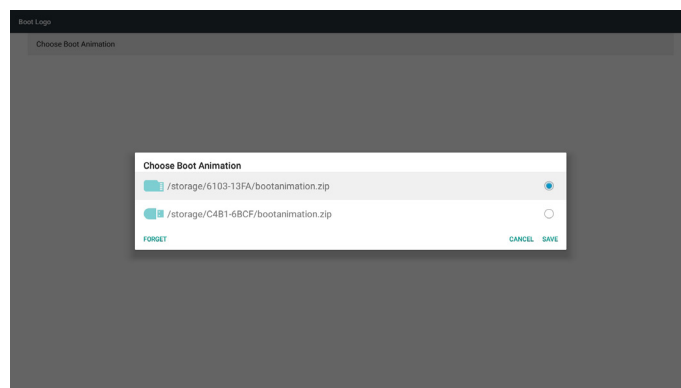 Boot Logo
Choose Boot Animation
Choose Boot Animation
/storage/6103-13FA/bootanimation.zip
/storage/C4B1-6BCF/bootanimation.zip
FORGET CANCEL SAVE